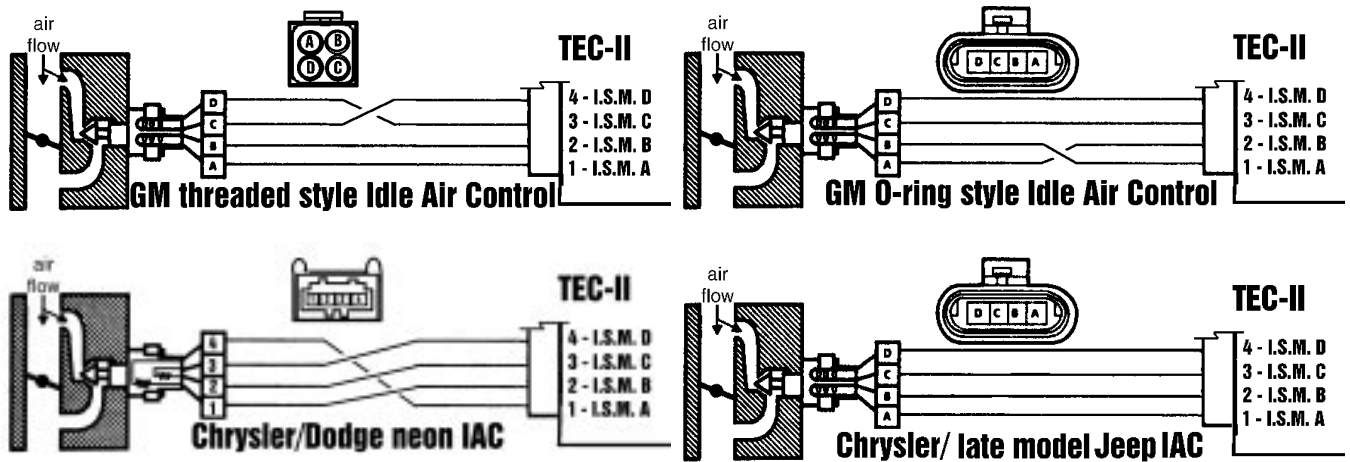 air
flow
A B
D C
TEC-II
D
C
B
A
4 - I.S.M. D
3 - I.S.M. C
2 - I.S.M. B
1 - I.S.M. A
GM threaded style Idle Air Control
air
flow
D C B A
TEC-II
D
C
B
A
4 - I.S.M. D
3 - I.S.M. C
2 - I.S.M. B
1 - I.S.M. A
GM O-ring style Idle Air Control
air
flow
TEC-II
4
3
2
1
4 - I.S.M. D
3 - I.S.M. C
2 - I.S.M. B
1 - I.S.M. A
Chrysler/Dodge neon IAC
air
flow
D C B A
TEC-II
D
C
B
A
4 - I.S.M. D
3 - I.S.M. C
2 - I.S.M. B
1 - I.S.M. A
Chrysler/ late model Jeep IAC